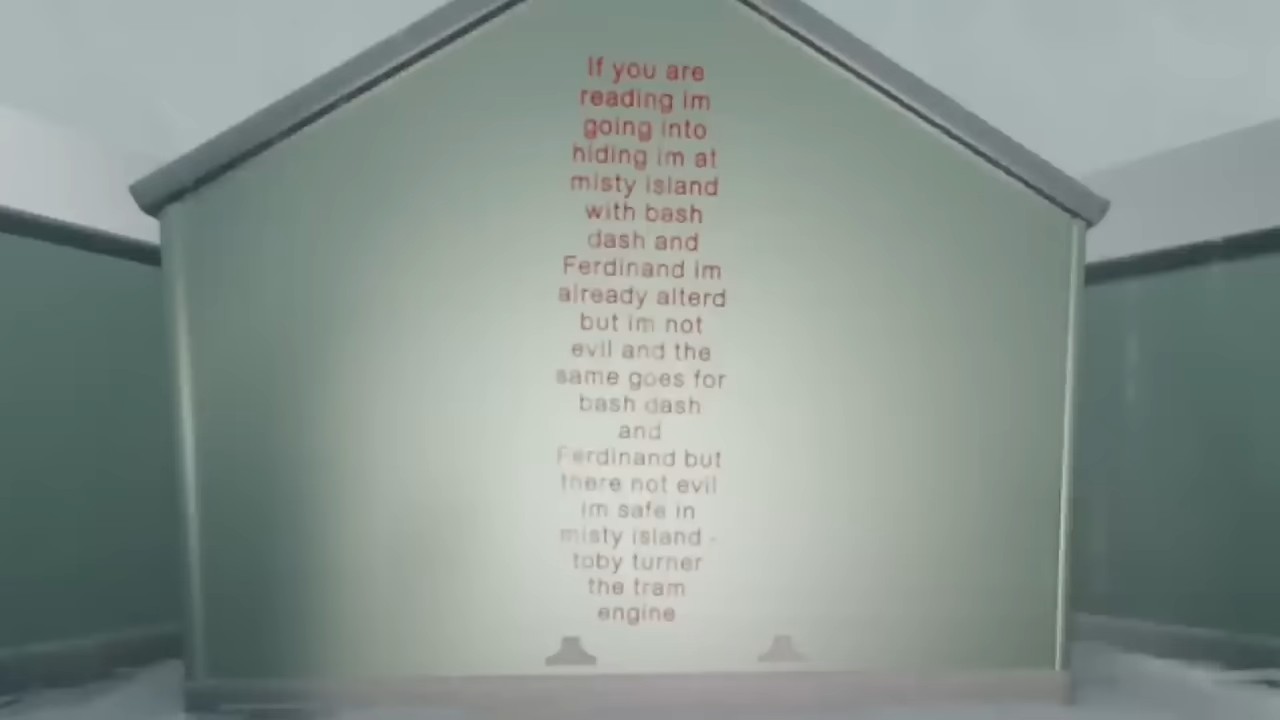 If you are
reading im
going into
hiding im at
misty island
with bash
dash and
Ferdinand im
already alterd
but im not
evil and the
same goes for
bash dash
and
Ferdinand but
there not evil
im safe in
misty island -
toby turner
the tram
engine